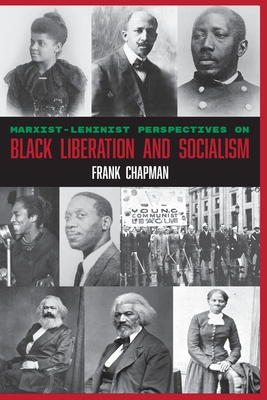 MARXIST-LENINIST PERSPECTIVES ON
BLACK LIBERATION AND SOCIALISM
FRANK CHAPMAN
YOUNG
COMMUNIST
LEAGUE